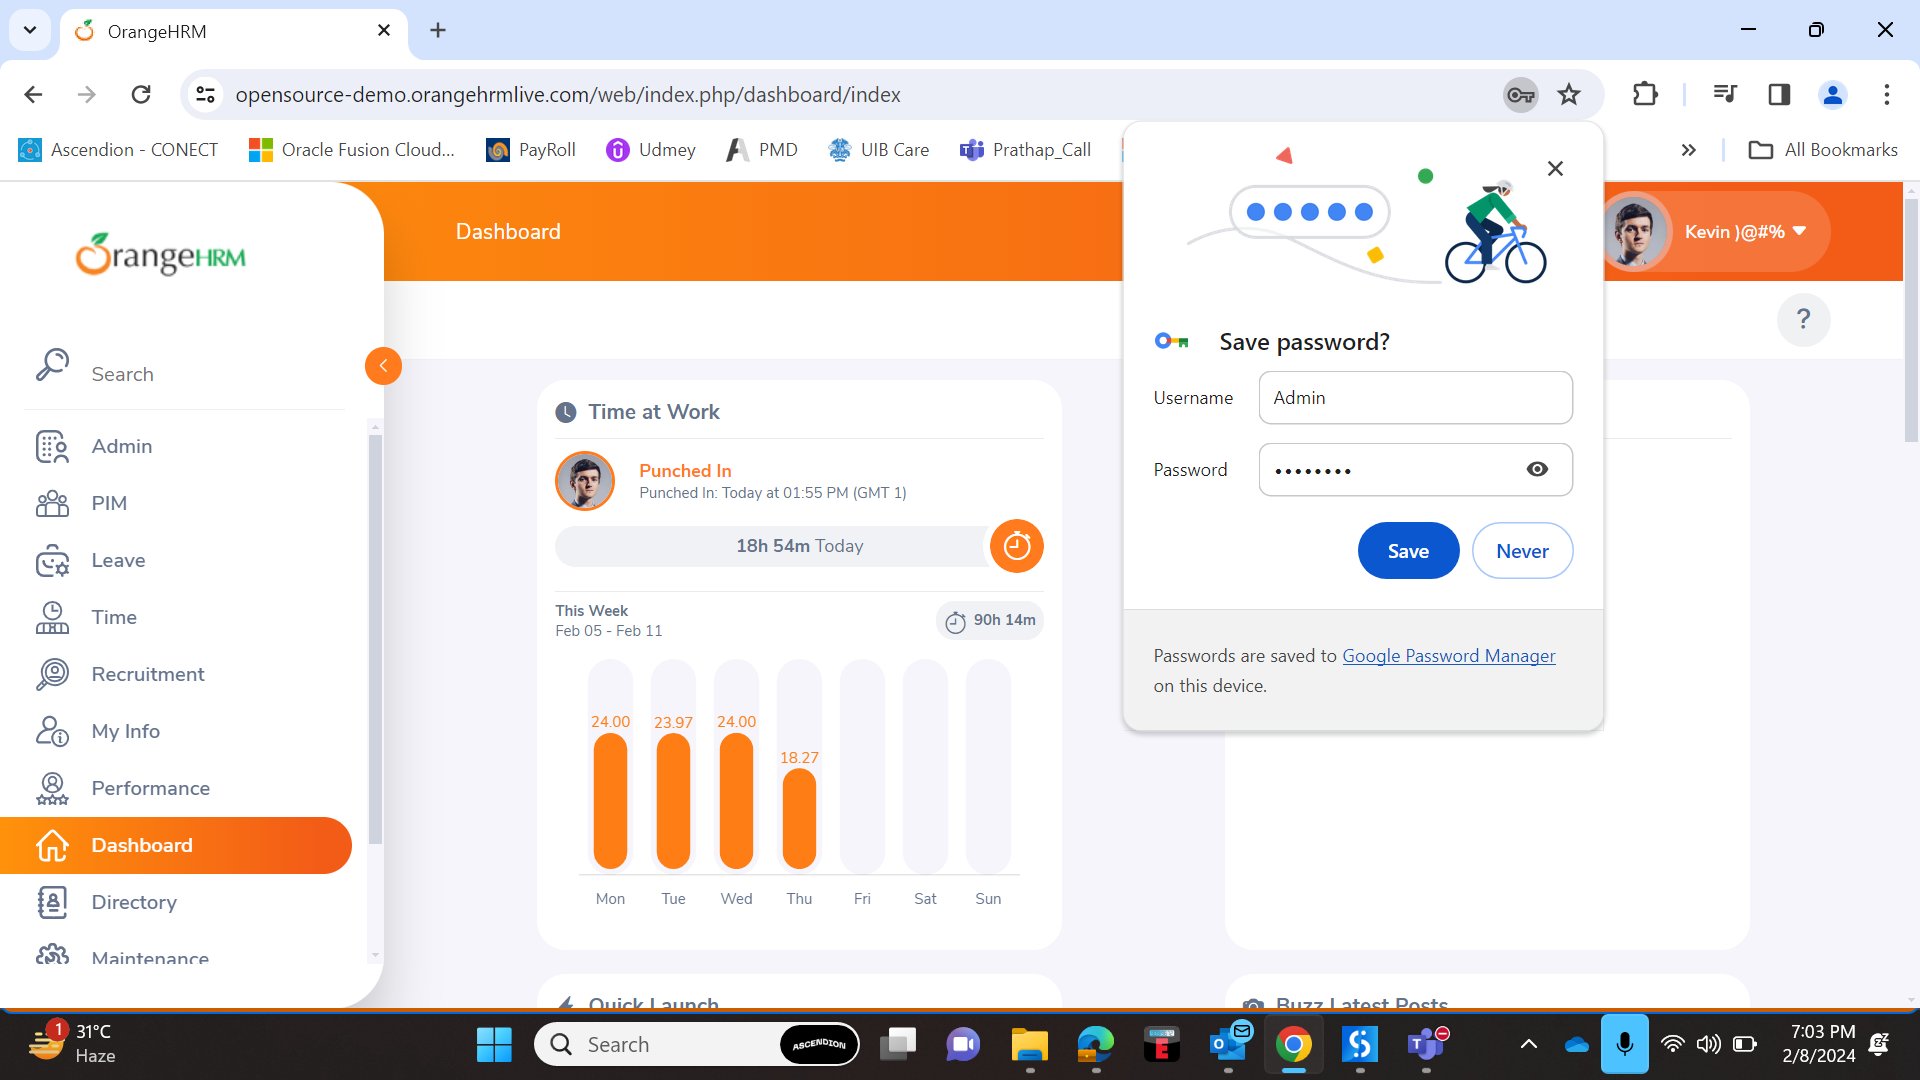 OrangeHRM
opensource-demo.orangehrmlive.com/web/index.php/dashboard/index
Ascendion - CONECT
Oracle Fusion Cloud...
PayRoll
Udmey
PMD
UIB Care
Prathap_Call
»
All Bookmarks
OrangeHRM
Dashboard
Kevin )@#%
?
Search
Admin
PIM
Leave
Time
Recruitment
My Info
Performance
Dashboard
Directory
Maintenance
Time at Work
Punched In
Punched In: Today at 01:55 PM (GMT 1)
18h 54m Today
This Week
Feb 05 - Feb 11
90h 14m
24.00 23.97 24.00 18.27
Mon Tue Wed Thu Fri Sat Sun
Quick Launch
Buzz Latest Posts
Save password?
Username Admin
Password ••••••••
Save Never
Passwords are saved to Google Password Manager
on this device.
1
31°C
Haze
Search
ASCENDION
7:03 PM
2/8/2024